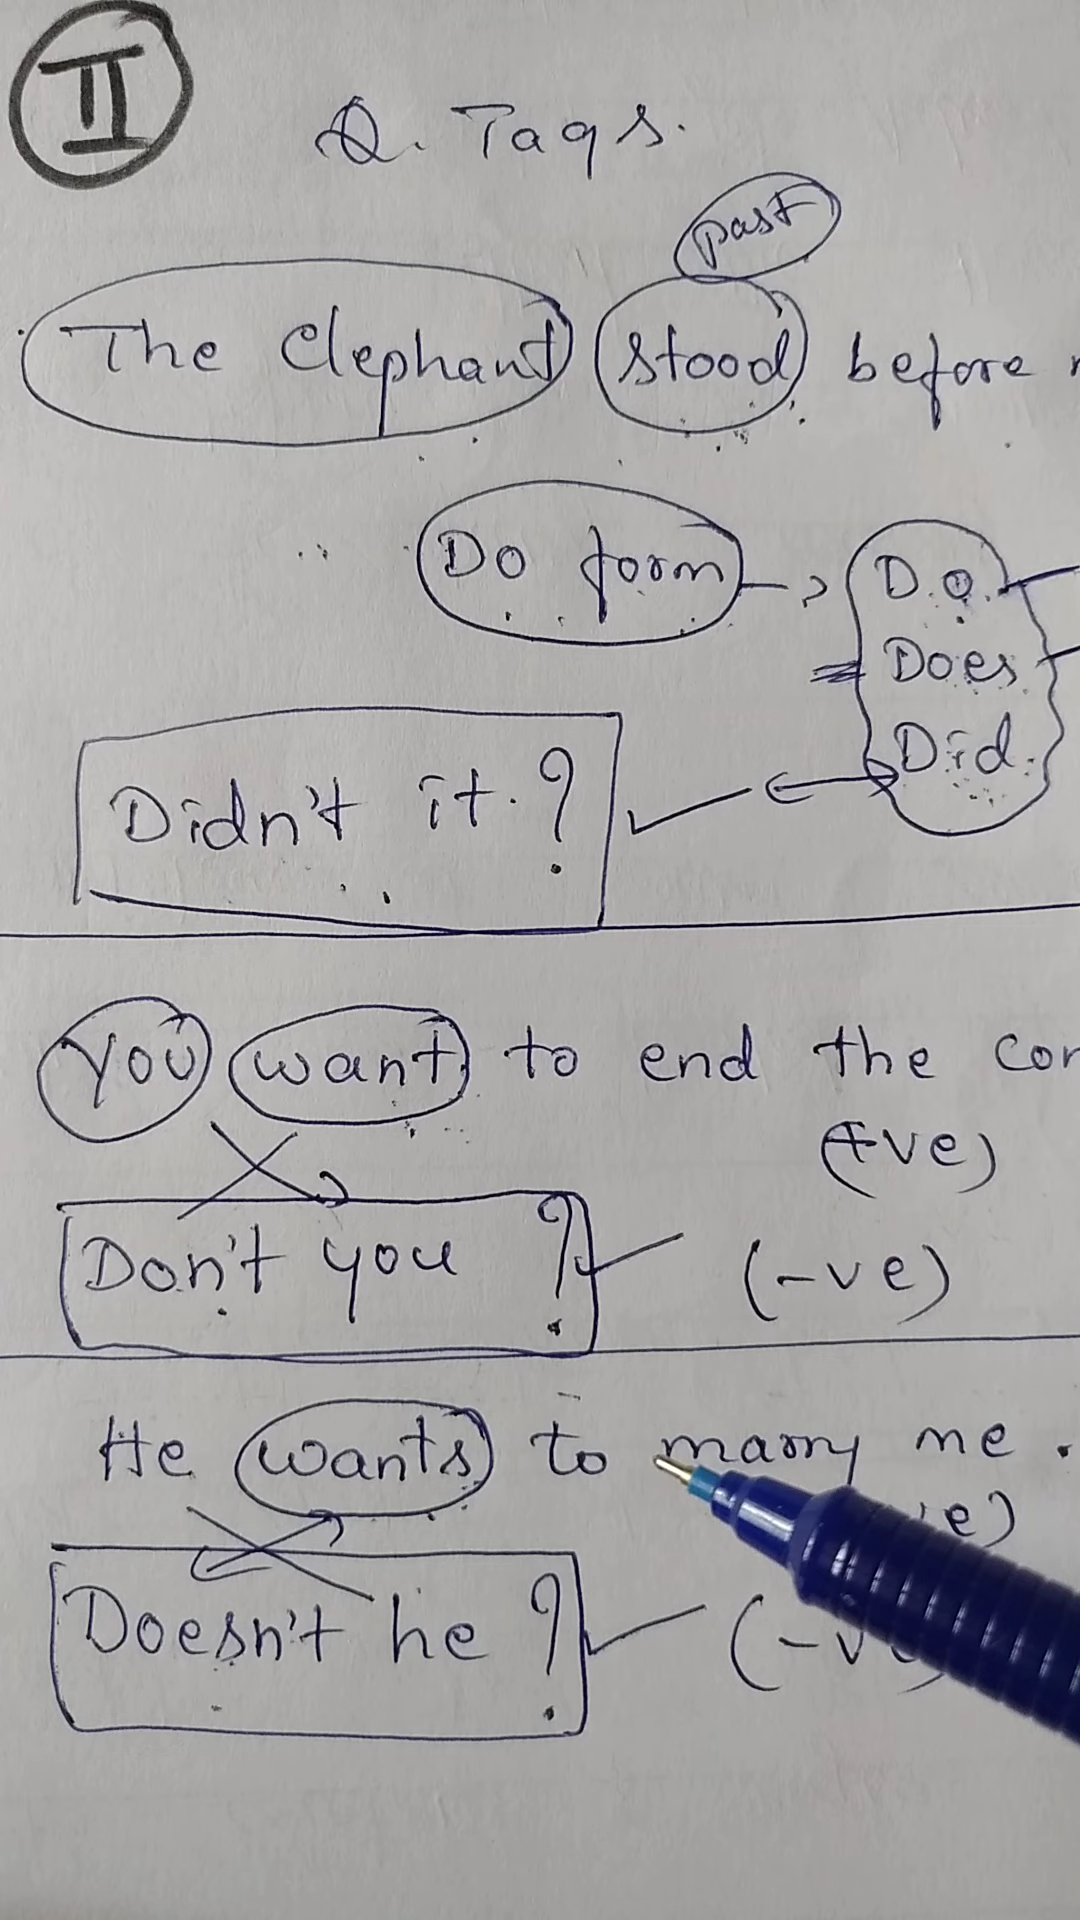 II
Q. Tags.
past
The elephant stood before
Do form → Do.
Does
Did.
Didn't it.?
You want to end the
(+ve)
Don't you ? (-ve)
He wants to marry me.
Doesn't he ?